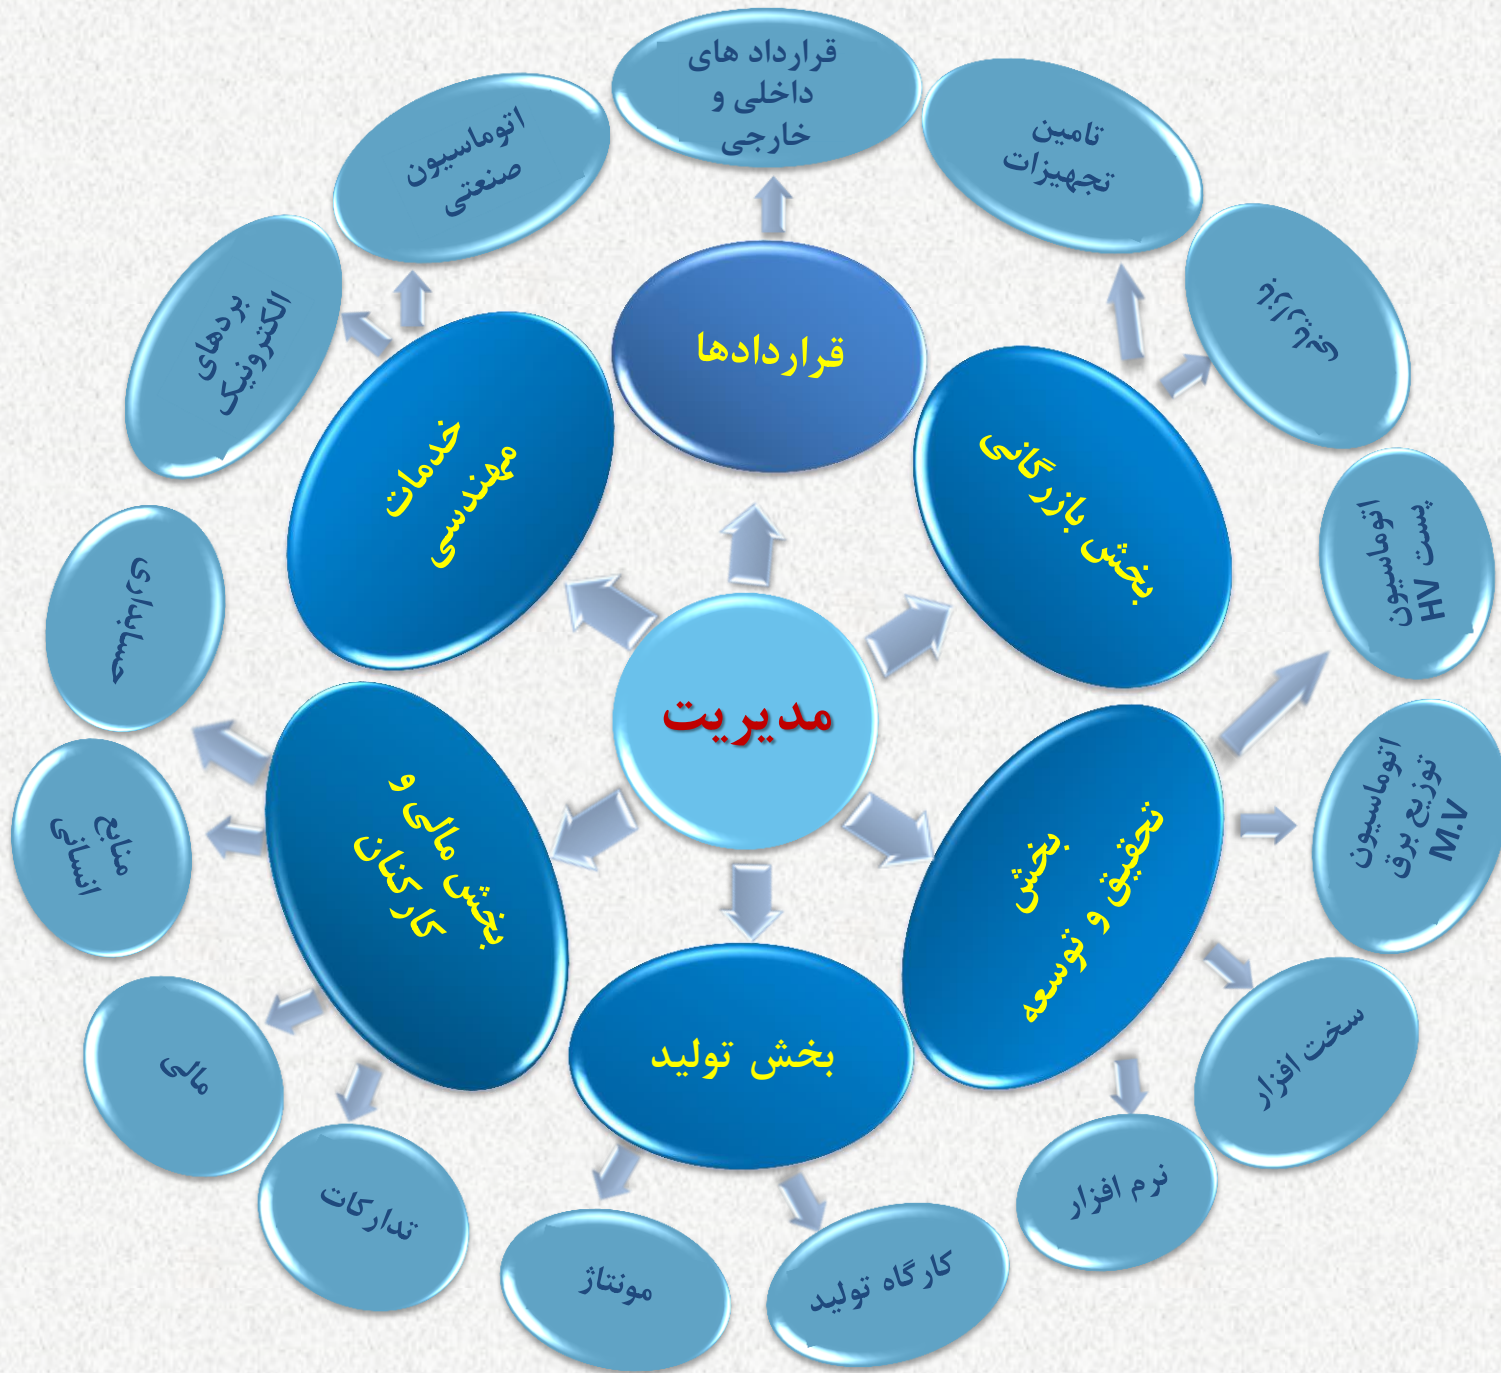 قرارداد های
داخلی و
خارجی
تامین
تجهیزات
بازاریابی
اتوماسیون
پست HV
اتوماسیون
توزیع برق
M.V
سخت افزار
نرم افزار
کارگاه تولید
مونتاژ
تدارکات
مالی
منابع
انسانی
حسابداری
بردهای
الکترونیک
اتوماسیون
صنعتی
قراردادها
بخش بازرگانی
بخش
تحقیق و توسعه
بخش تولید
بخش مالی و
کارکنان
خدمات
مهندسی
مدیریت